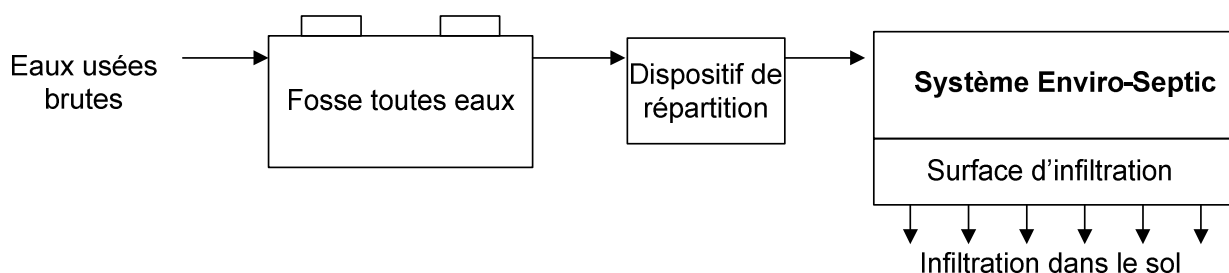 Eaux usées
brutes
Fosse toutes eaux
Dispositif de
répartition
Système Enviro-Septic
Surface d'infiltration
Infiltration dans le sol